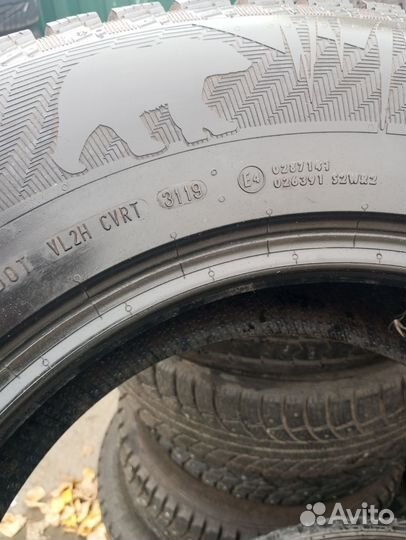 0287141
DOT VL2H CVRT 3119 E4 026391 S2WR2
Avito